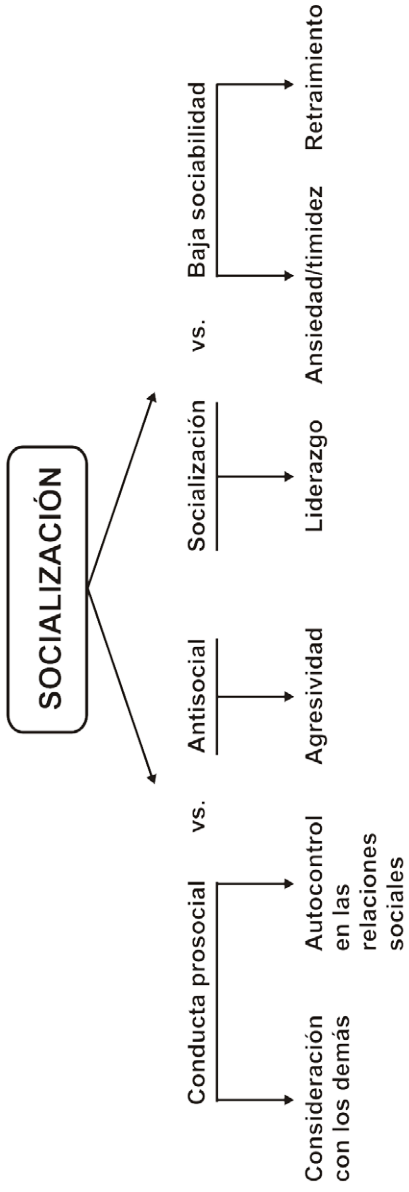 SOCIALIZACIÓN
Conducta prosocial vs. Antisocial
Socialización vs. Baja sociabilidad
Consideración
con los demás
Autocontrol
en las
relaciones
sociales
Agresividad
Liderazgo
Ansiedad/timidez
Retraimiento